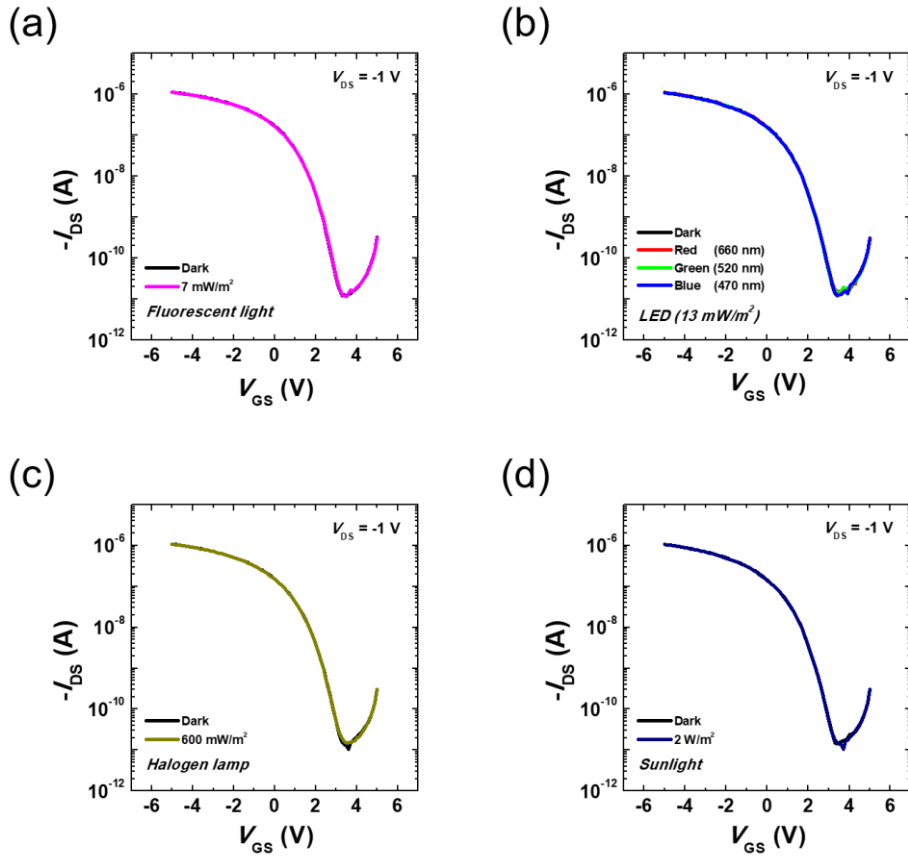 (a)
V_DS = -1 V
10^-6
10^-8
10^-10
10^-12
-I_DS (A)
Dark
7 mW/m²
Fluorescent light
-6 -4 -2 0 2 4 6
V_GS (V)
(b)
V_DS = -1 V
10^-6
10^-8
10^-10
10^-12
-I_DS (A)
Dark
Red (660 nm)
Green (520 nm)
Blue (470 nm)
LED (13 mW/m²)
-6 -4 -2 0 2 4 6
V_GS (V)
(c)
V_DS = -1 V
10^-6
10^-8
10^-10
10^-12
-I_DS (A)
Dark
600 mW/m²
Halogen lamp
-6 -4 -2 0 2 4 6
V_GS (V)
(d)
V_DS = -1 V
10^-6
10^-8
10^-10
10^-12
-I_DS (A)
Dark
2 W/m²
Sunlight
-6 -4 -2 0 2 4 6
V_GS (V)